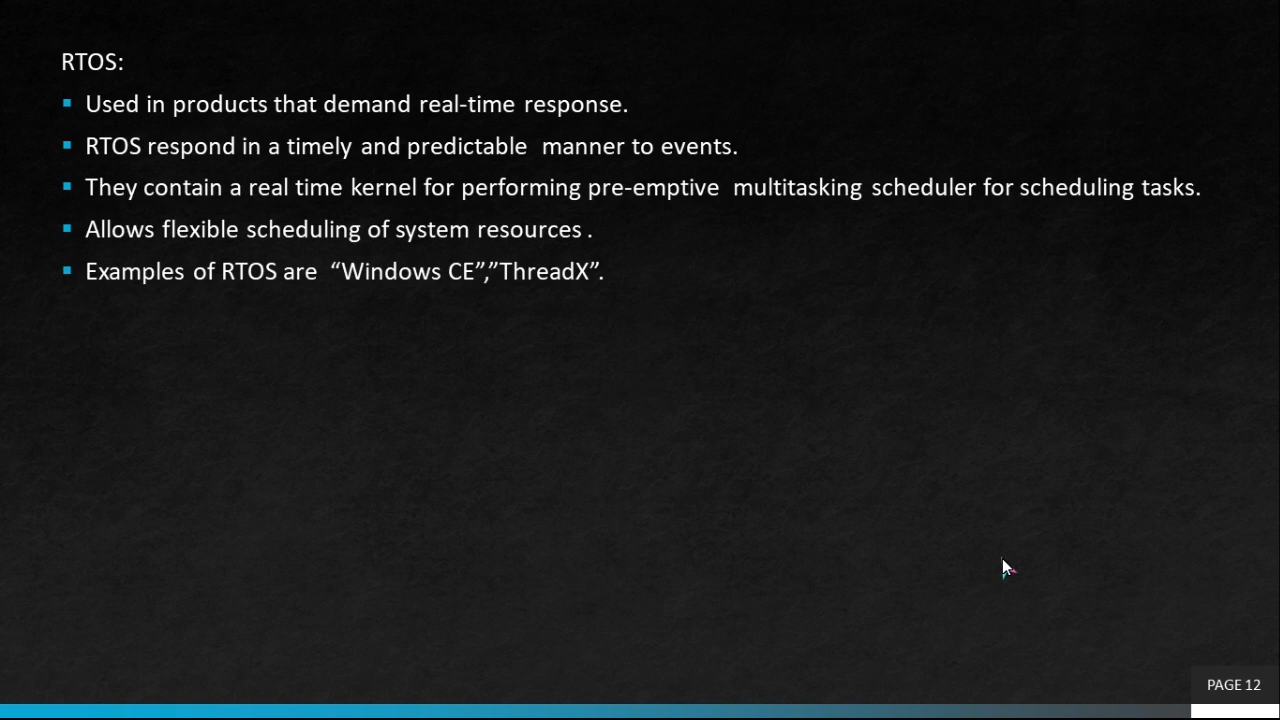 RTOS:
Used in products that demand real-time response.
RTOS respond in a timely and predictable  manner to events.
They contain a real time kernel for performing pre-emptive  multitasking scheduler for scheduling tasks.
Allows flexible scheduling of system resources .
Examples of RTOS are  “Windows CE”,”ThreadX”.
PAGE 12